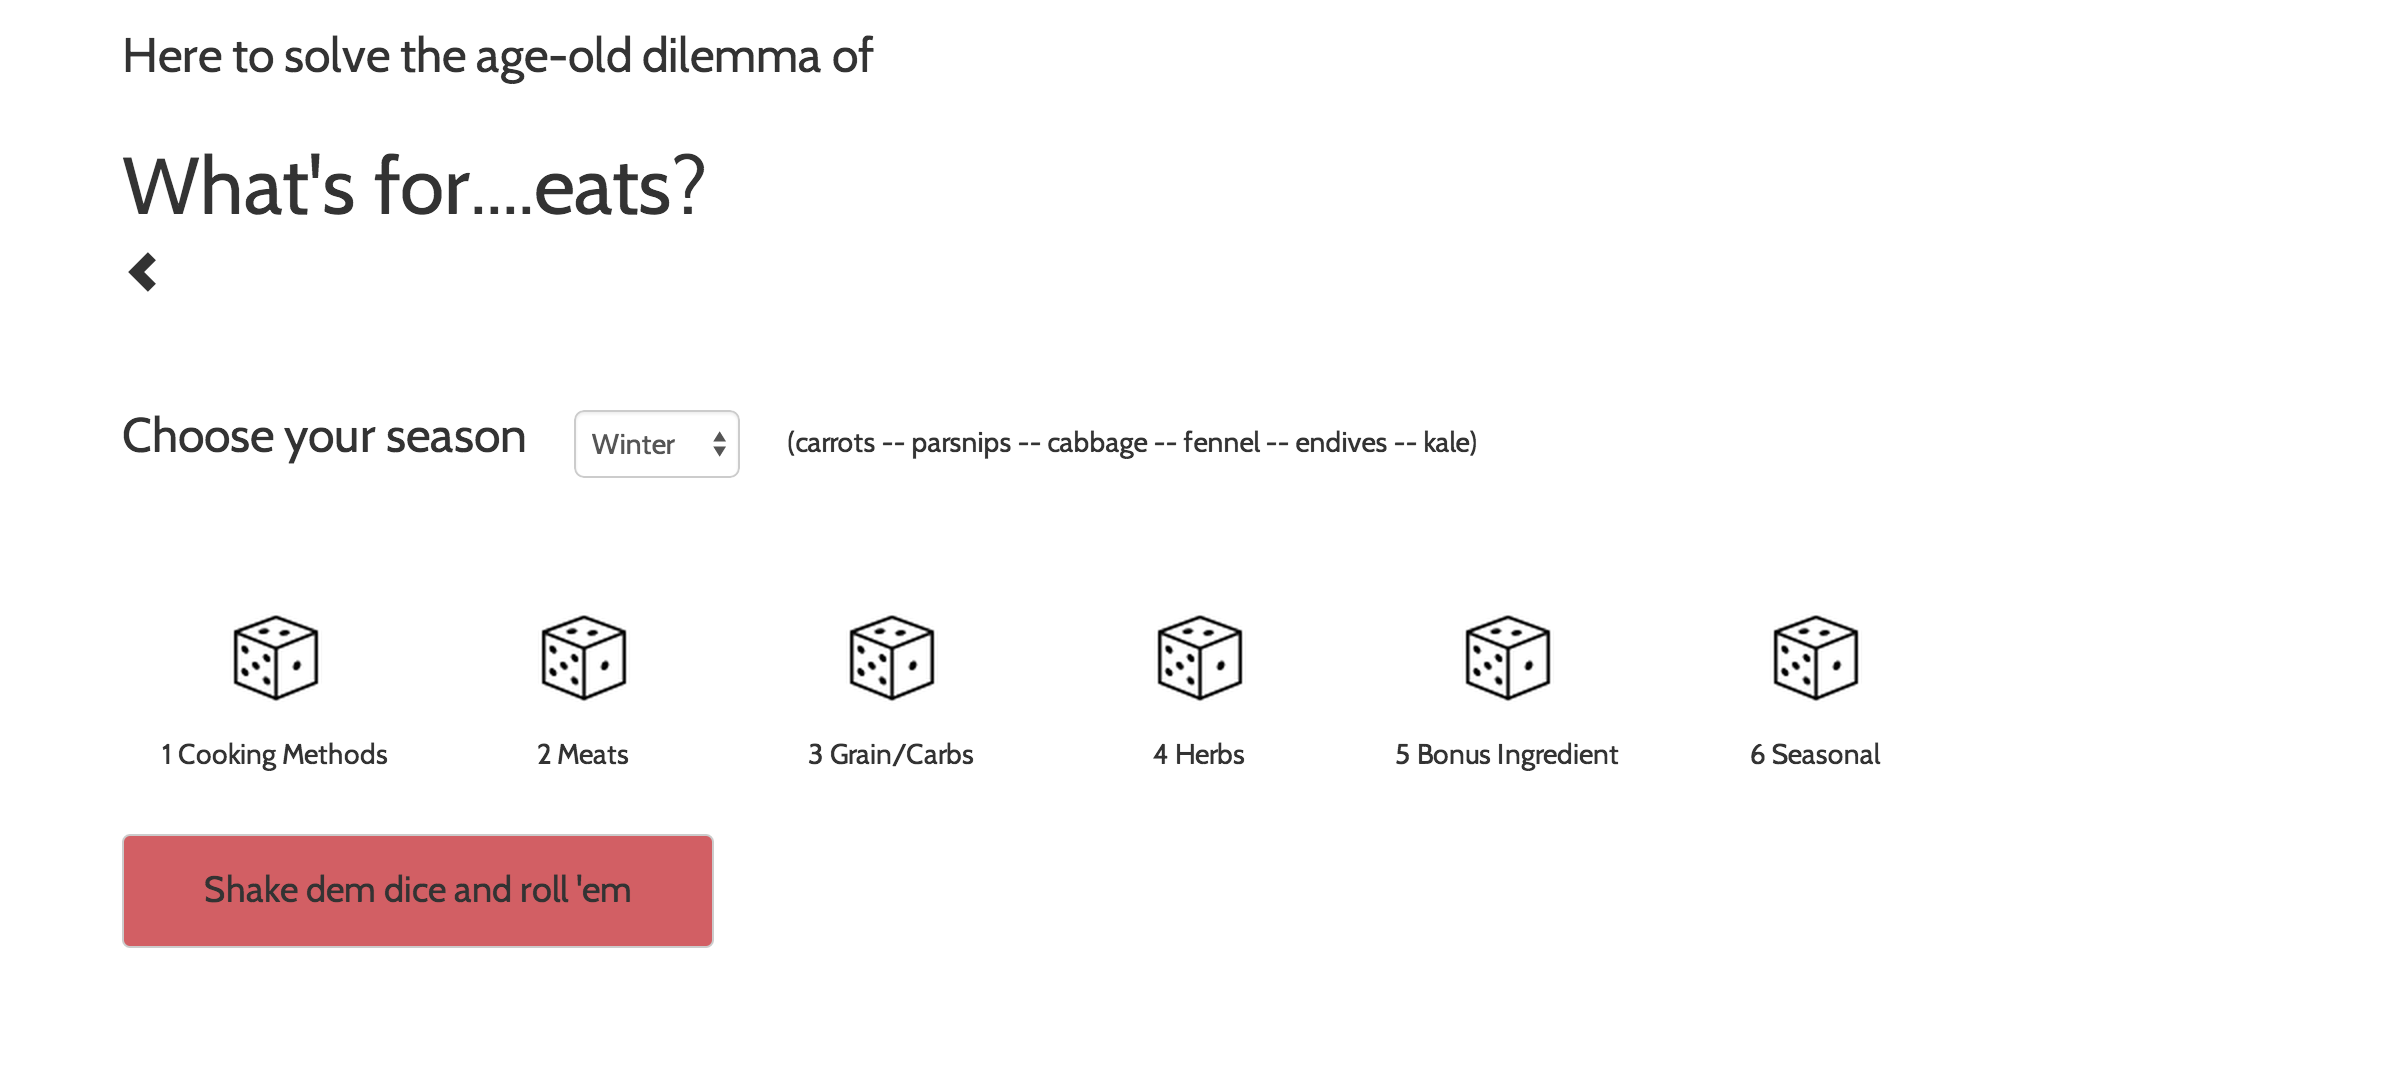 Here to solve the age-old dilemma of
What's for....eats?
Choose your season Winter (carrots -- parsnips -- cabbage -- fennel -- endives -- kale)
1 Cooking Methods 2 Meats 3 Grain/Carbs 4 Herbs 5 Bonus Ingredient 6 Seasonal
Shake dem dice and roll 'em